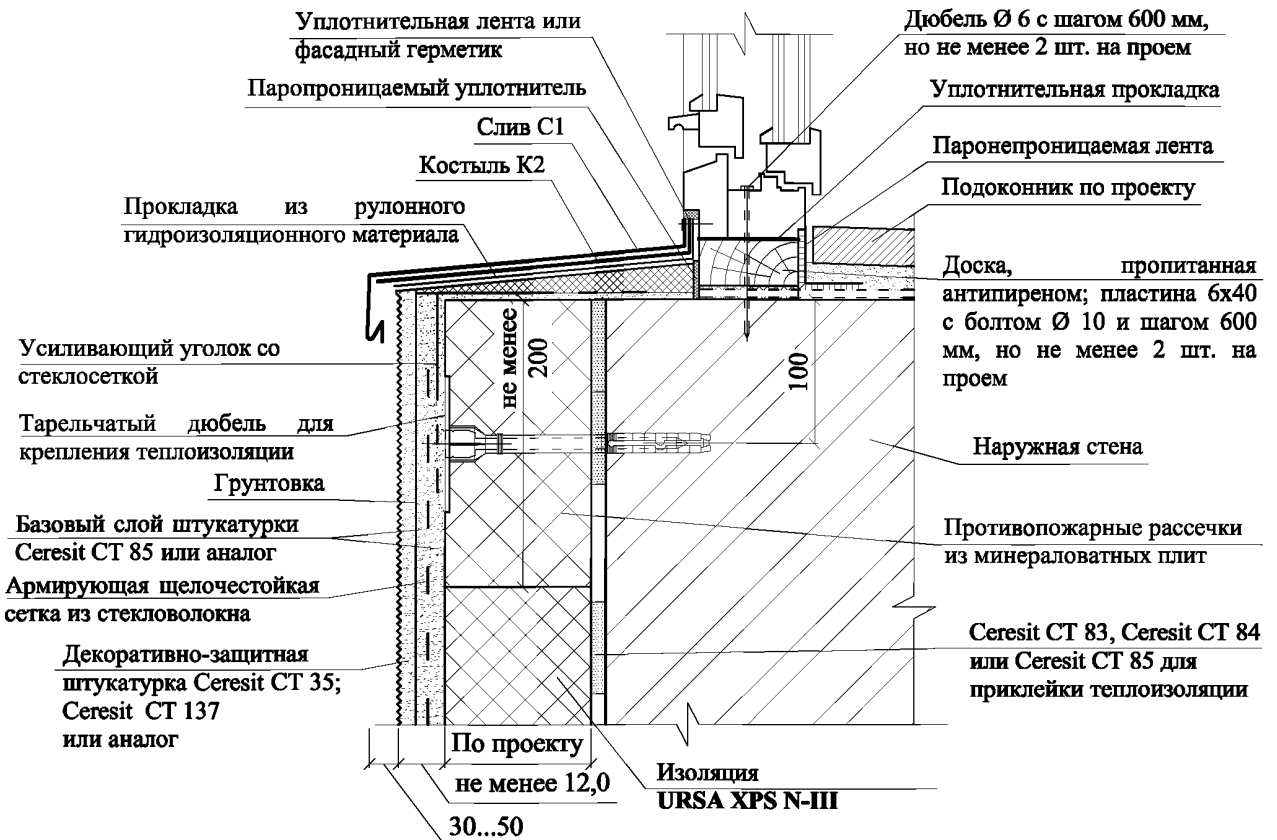 Уплотнительная лента или
фасадный герметик
Паропроницаемый уплотнитель
Слив С1
Костыль К2
Прокладка из рулонного
гидроизоляционного материала
Усиливающий уголок со
стеклосеткой
Тарельчатый дюбель для
крепления теплоизоляции
Грунтовка
Базовый слой штукатурки
Ceresit CT 85 или аналог
Армирующая щелочестойкая
сетка из стекловолокна
Декоративно-защитная
штукатурка Ceresit CT 35;
Ceresit CT 137
или аналог
Дюбель Ø 6 с шагом 600 мм,
но не менее 2 шт. на проем
Уплотнительная прокладка
Паронепроницаемая лента
Подоконник по проекту
Доска, пропитанная
антипиреном; пластина 6х40
с болтом Ø 10 и шагом 600
мм, но не менее 2 шт. на
проем
Наружная стена
Противопожарные рассечки
из минераловатных плит
Ceresit CT 83, Ceresit CT 84
или Ceresit CT 85 для
приклейки теплоизоляции
не менее
200
100
По проекту
не менее 12,0
30...50
Изоляция
URSA XPS N-III